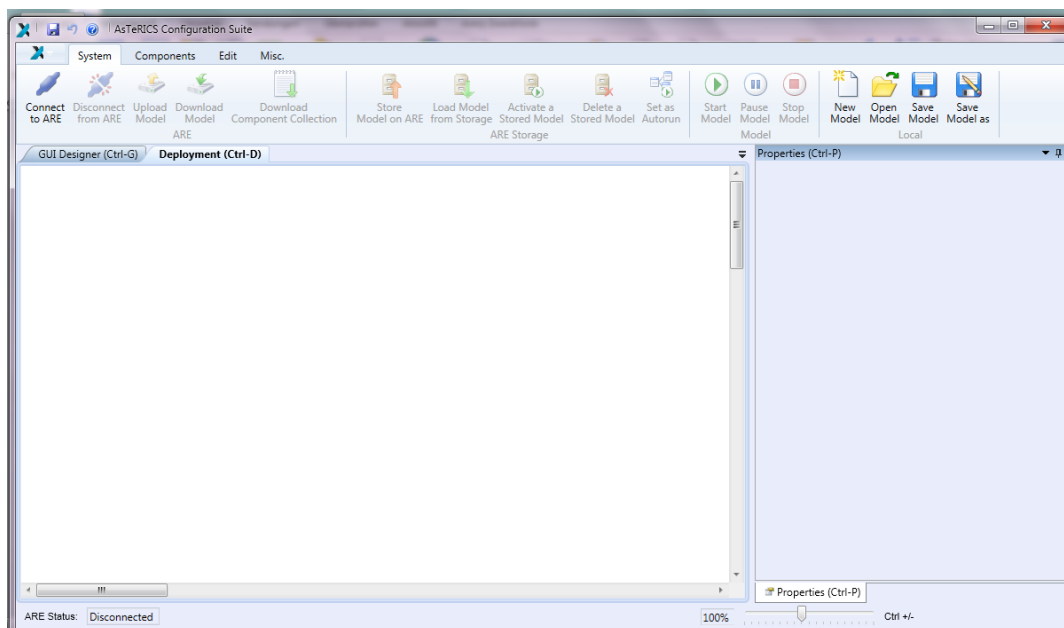 AsTeRICS Configuration Suite
System Components Edit Misc.
Connect to ARE
Disconnect from ARE
Upload Model
Download Model
Download Component Collection
ARE
Store Model on ARE
Load Model from Storage
Activate a Stored Model
Delete a Stored Model
Set as Autorun
ARE Storage
Start Model
Pause Model
Stop Model
Model
New Model
Open Model
Save Model
Save Model as
Local
GUI Designer (Ctrl-G) Deployment (Ctrl-D)
Properties (Ctrl-P)
Properties (Ctrl-P)
ARE Status: Disconnected
100%
Ctrl +/-